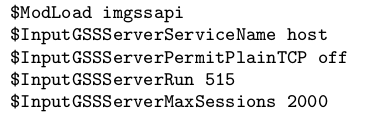 $ModLoad imgssapi
$InputGSSServerServiceName host
$InputGSSServerPermitPlainTCP off
$InputGSSServerRun 515
$InputGSSServerMaxSessions 2000